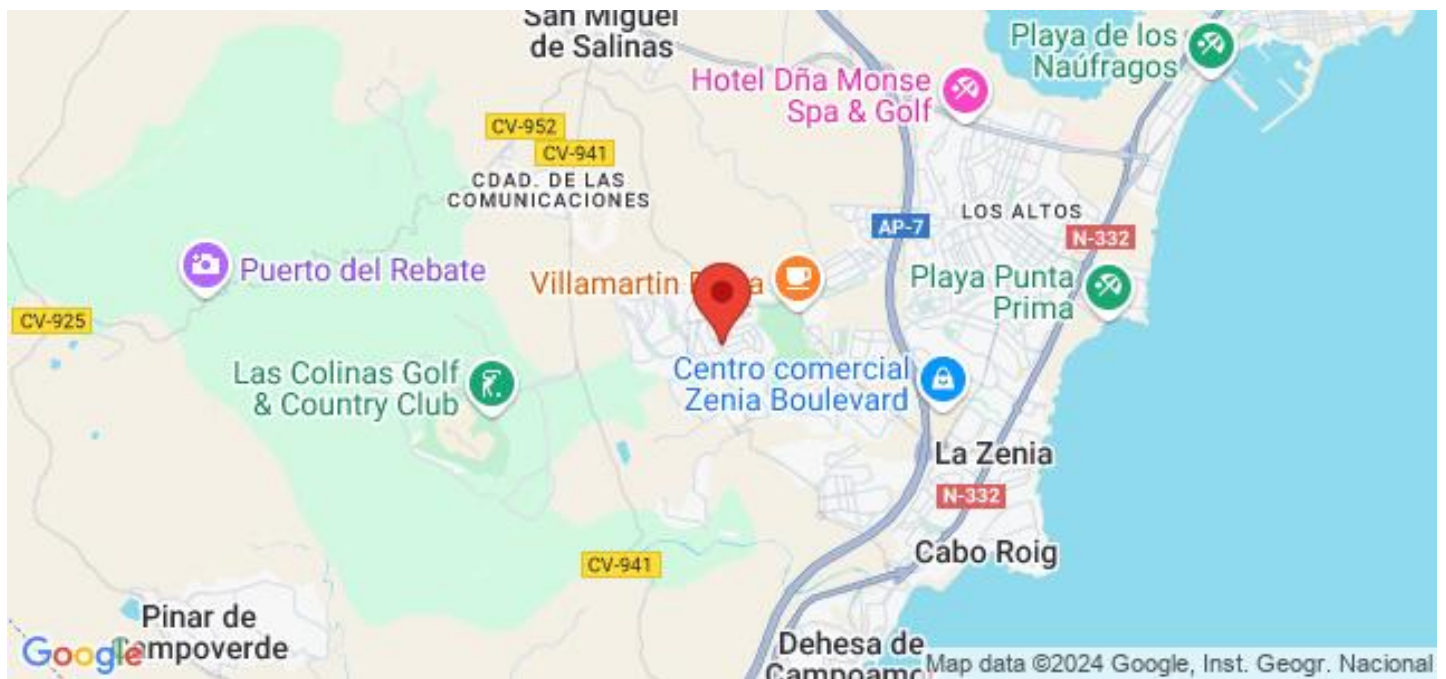 San Miguel
de Salinas
Playa de los
Naúfragos
Hotel Dña Monse
Spa & Golf
CV-952
CV-941
CDAD. DE LAS
COMUNICACIONES
LOS ALTOS
AP-7
N-332
Puerto del Rebate
Villamartin
Playa Punta
Prima
CV-925
Las Colinas Golf
& Country Club
Centro comercial
Zenia Boulevard
La Zenia
N-332
Cabo Roig
CV-941
Pinar de
Dehesa de
Google
Map data ©2024 Google, Inst. Geogr. Nacional